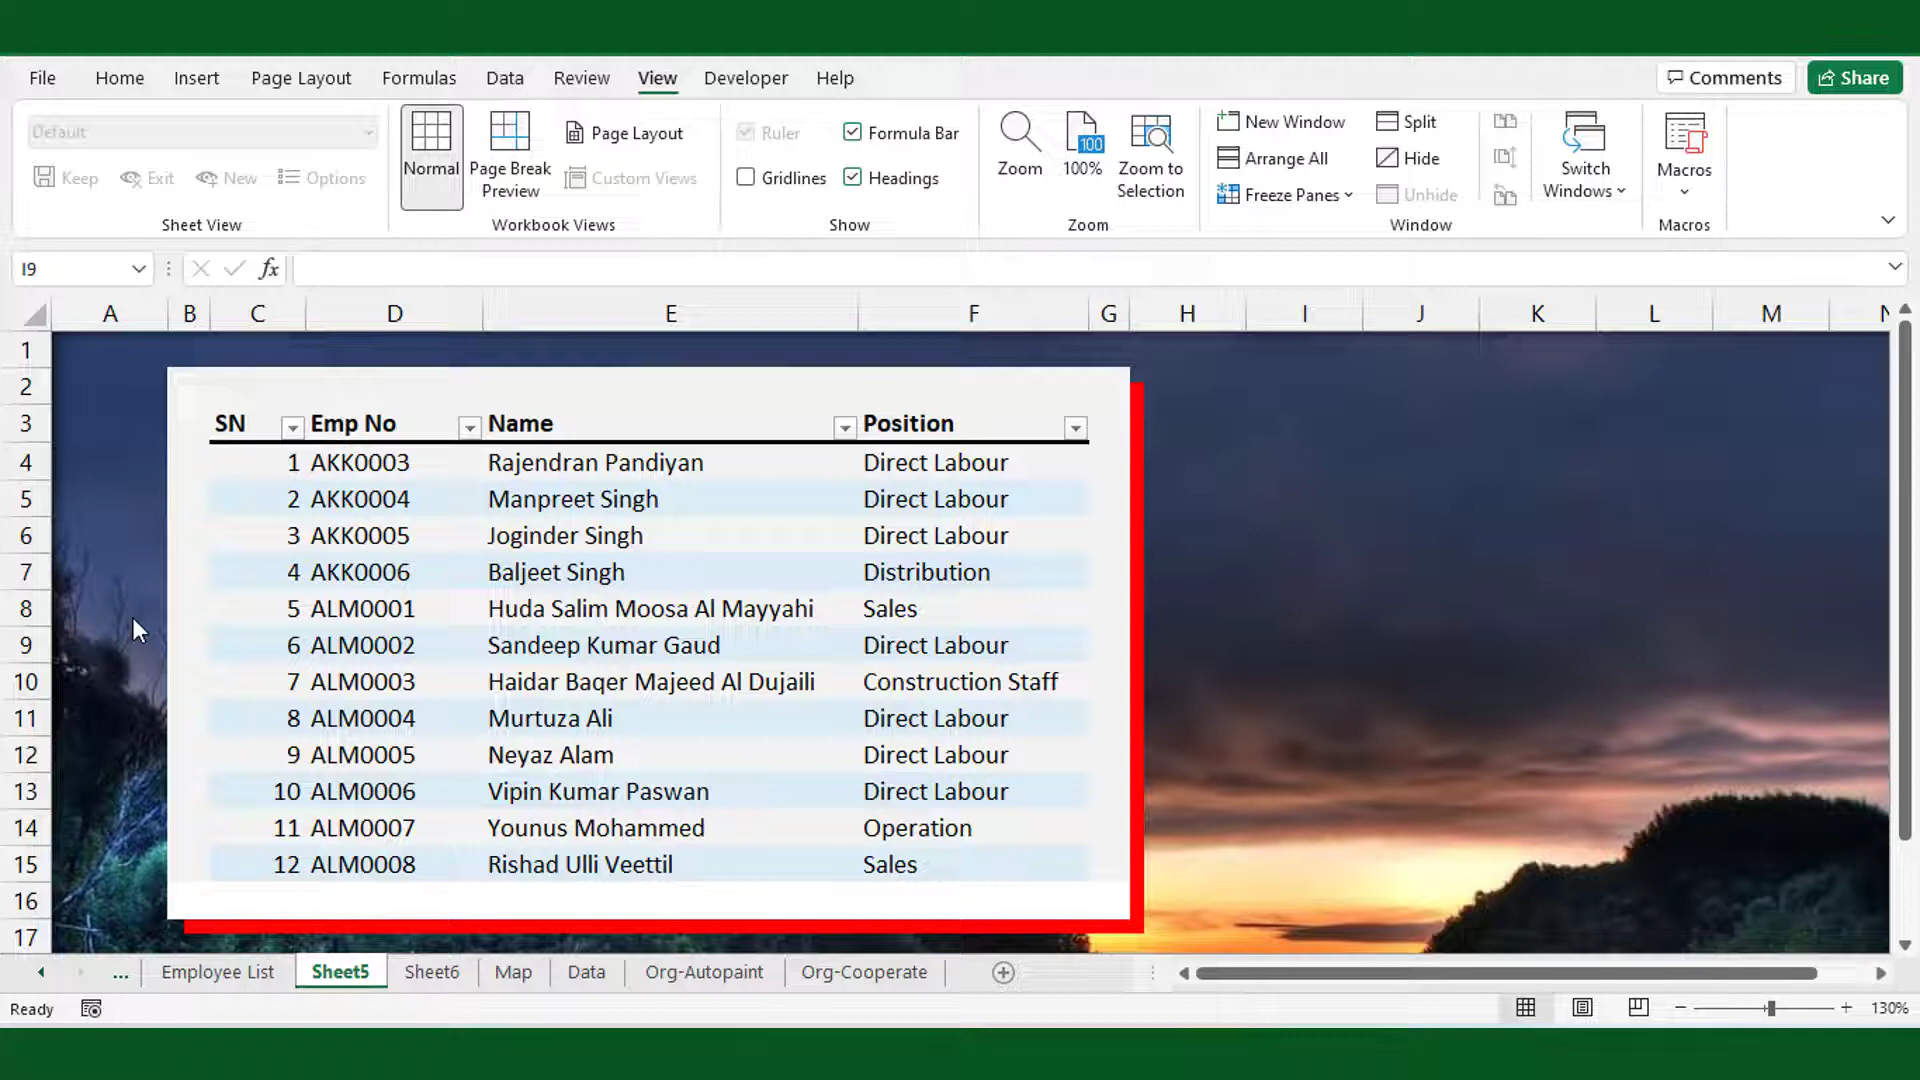 File Home Insert Page Layout Formulas Data Review View Developer Help Comments Share
Default
Keep Exit New Options
Sheet View
Normal
Page Break Preview
Page Layout
Custom Views
Workbook Views
Ruler
Formula Bar
Gridlines
Headings
Show
Zoom
100
100%
Zoom to Selection
Zoom
New Window
Arrange All
Freeze Panes
Split
Hide
Unhide
Switch Windows
Window
Macros
Macros
I9
fx
A B C D E F G H I J K L M N
1
2
3 SN Emp No Name Position
4 1 AKK0003 Rajendran Pandiyan Direct Labour
5 2 AKK0004 Manpreet Singh Direct Labour
6 3 AKK0005 Joginder Singh Direct Labour
7 4 AKK0006 Baljeet Singh Distribution
8 5 ALM0001 Huda Salim Moosa Al Mayyahi Sales
9 6 ALM0002 Sandeep Kumar Gaud Direct Labour
10 7 ALM0003 Haidar Baqer Majeed Al Dujaili Construction Staff
11 8 ALM0004 Murtuza Ali Direct Labour
12 9 ALM0005 Neyaz Alam Direct Labour
13 10 ALM0006 Vipin Kumar Paswan Direct Labour
14 11 ALM0007 Younus Mohammed Operation
15 12 ALM0008 Rishad Ulli Veettil Sales
16
17
... Employee List Sheet5 Sheet6 Map Data Org-Autopaint Org-Cooperate
Ready 130%